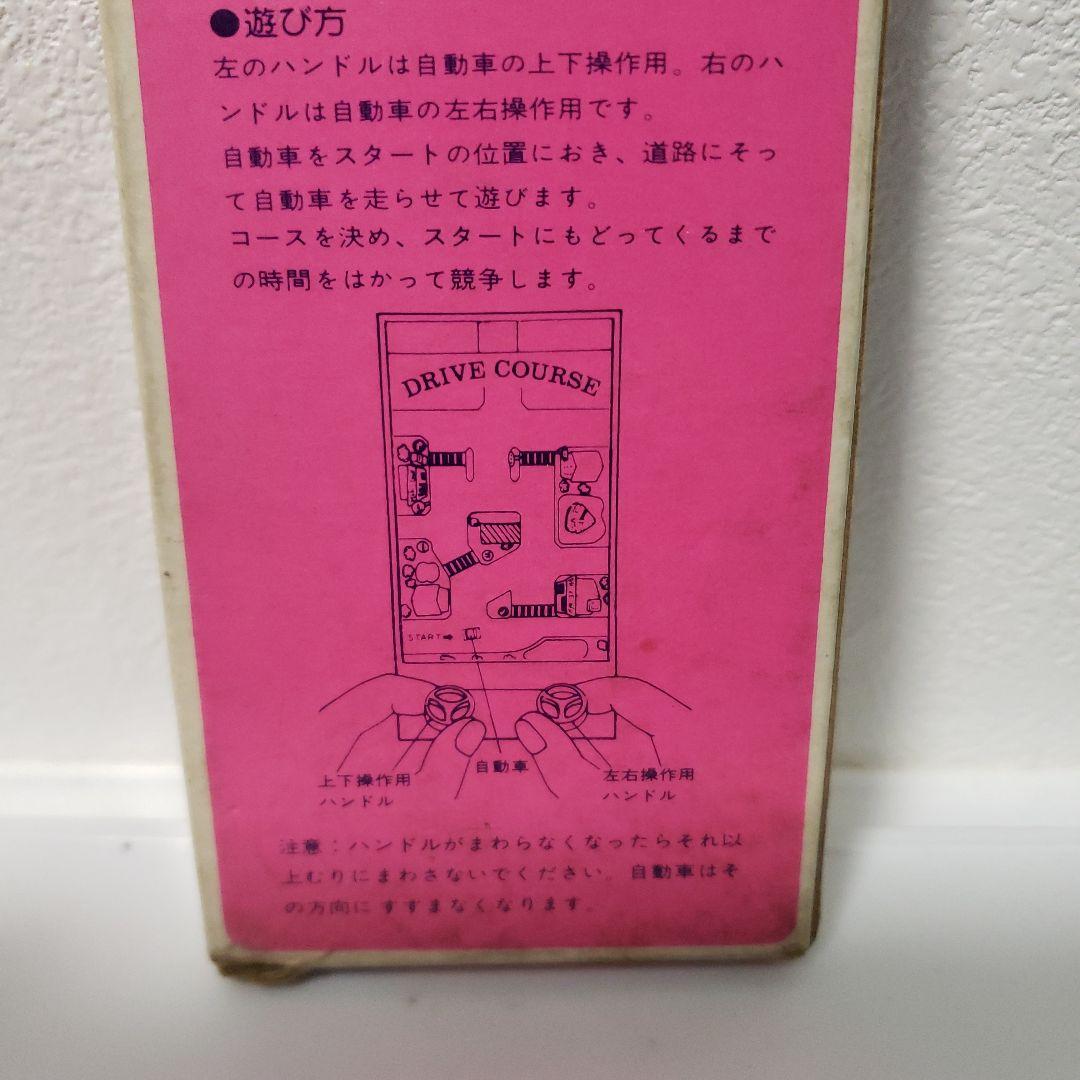 ●遊び方
左のハンドルは自動車の上下操作用。右のハ
ンドルは自動車の左右操作用です。
自動車をスタートの位置におき、道路にそっ
て自動車を走らせて遊びます。
コースを決め、スタートにもどってくるまで
の時間をはかって競争します。
DRIVE COURSE
START➡
上下操作用
ハンドル
自動車
左右操作用
ハンドル
注意：ハンドルがまわらなくなったらそれ以
上むりにまわさないでください。自動車はそ
の方向にすすまなくなります。